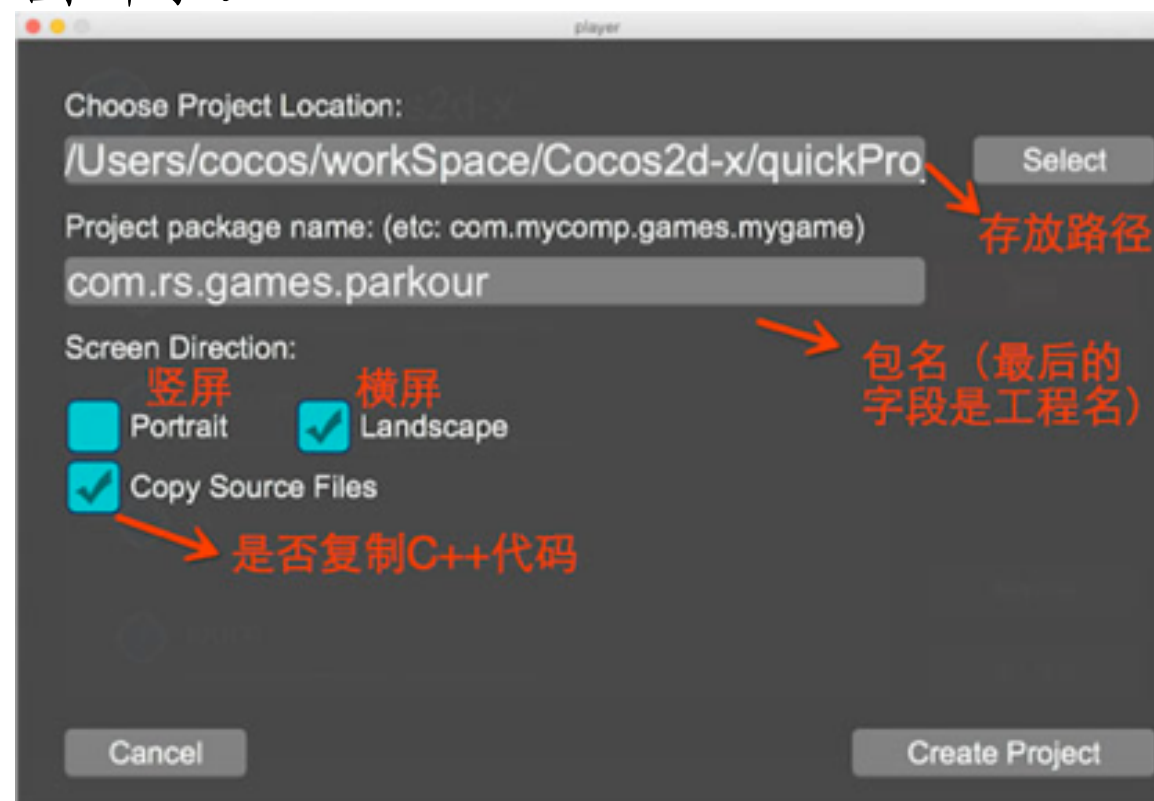 player
Choose Project Location:
/Users/cocos/workSpace/Cocos2d-x/quickPro
Select
存放路径
Project package name: (etc: com.mycomp.games.mygame)
com.rs.games.parkour
包名（最后的
字段是工程名）
Screen Direction:
竖屏 横屏
Portrait Landscape
Copy Source Files
是否复制C++代码
Cancel Create Project